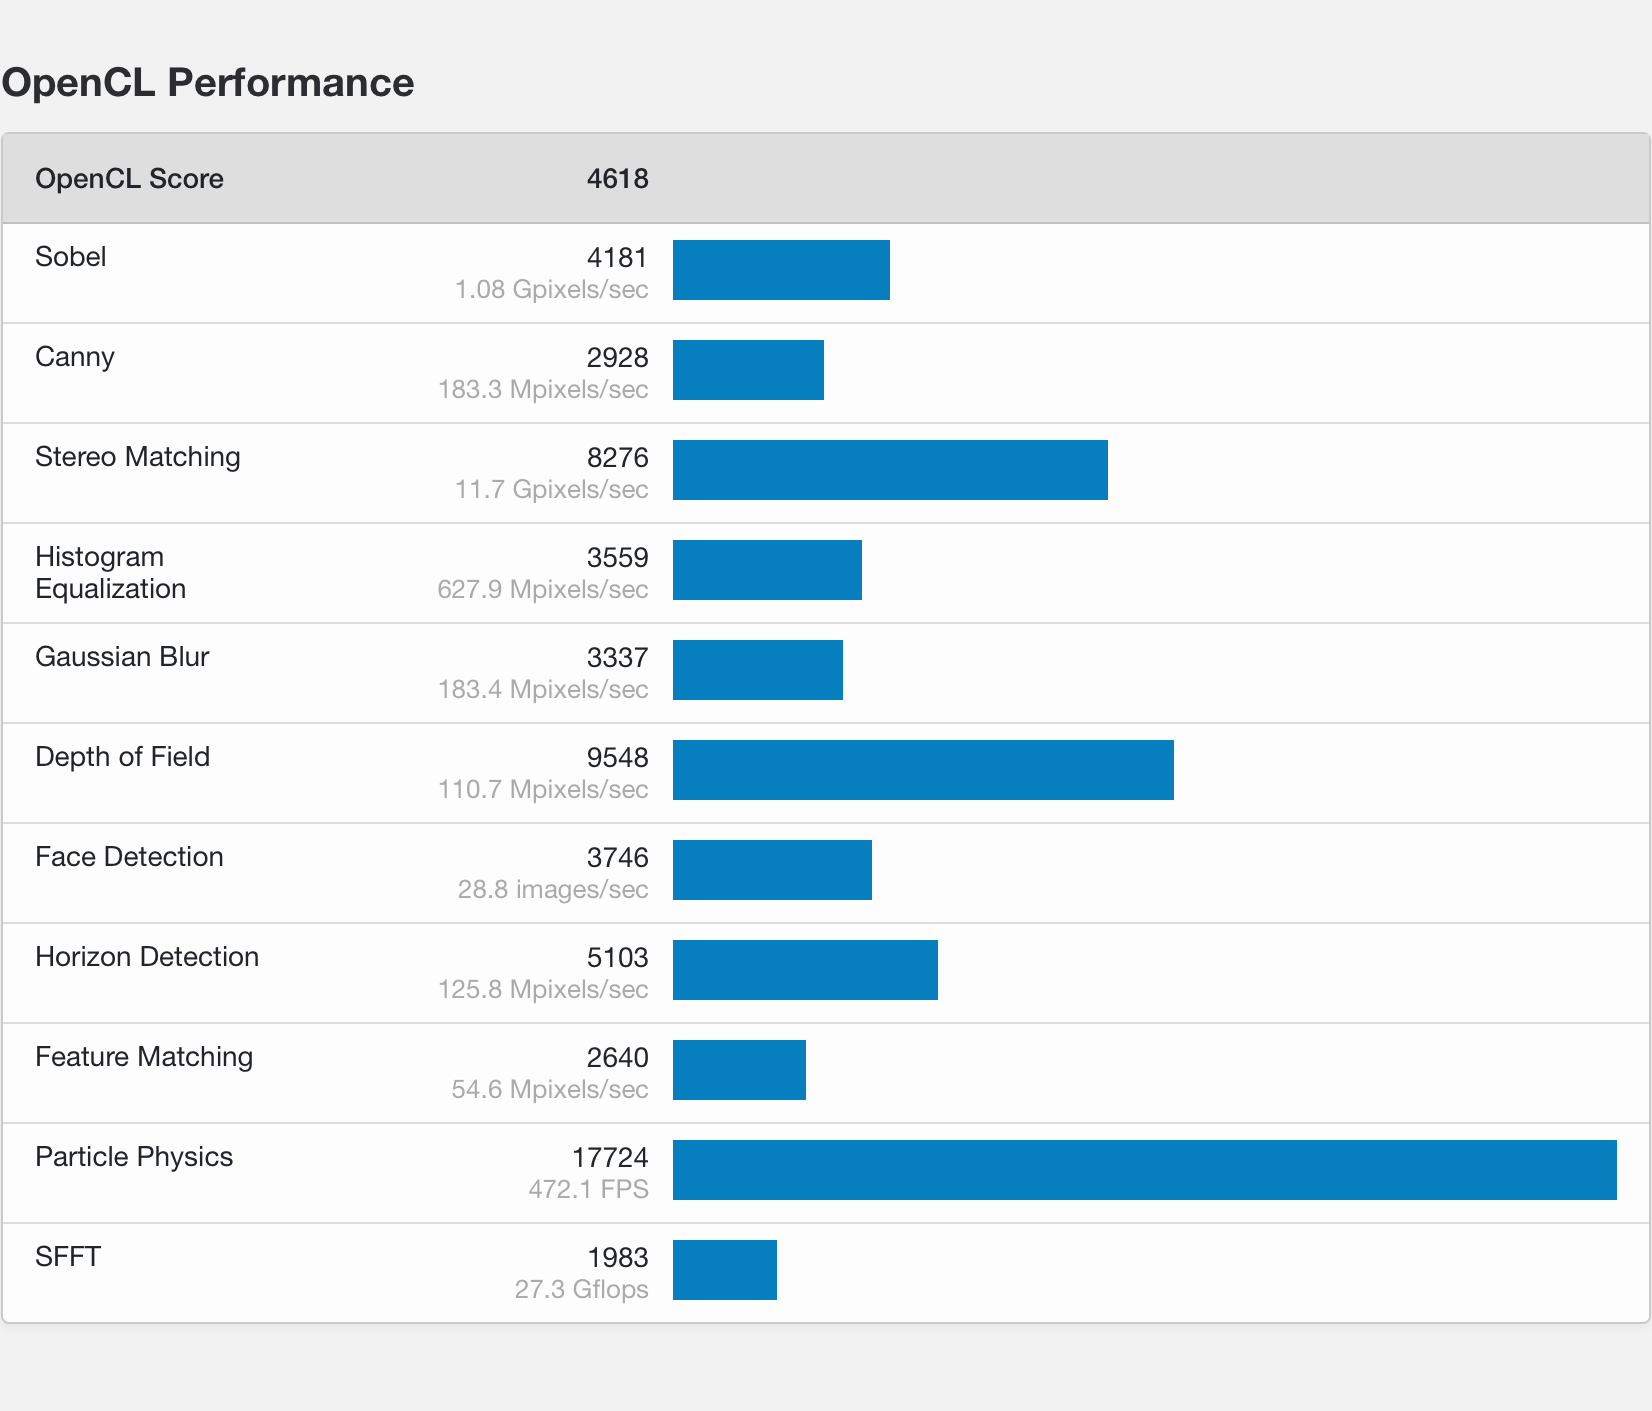 OpenCL Performance
OpenCL Score 4618
Sobel 4181
1.08 Gpixels/sec
Canny 2928
183.3 Mpixels/sec
Stereo Matching 8276
11.7 Gpixels/sec
Histogram 3559
Equalization 627.9 Mpixels/sec
Gaussian Blur 3337
183.4 Mpixels/sec
Depth of Field 9548
110.7 Mpixels/sec
Face Detection 3746
28.8 images/sec
Horizon Detection 5103
125.8 Mpixels/sec
Feature Matching 2640
54.6 Mpixels/sec
Particle Physics 17724
472.1 FPS
SFFT 1983
27.3 Gflops